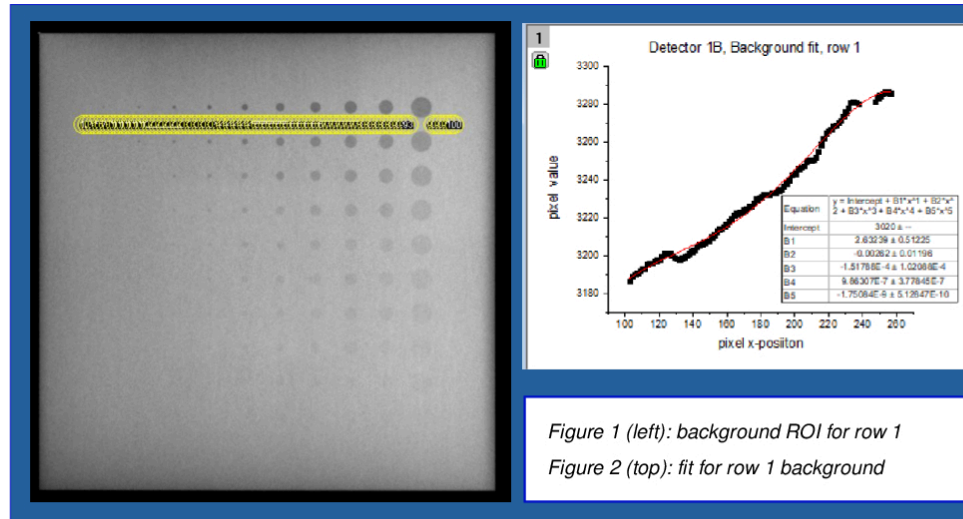 93
100
1
Detector 1B, Background fit, row 1
3300
3280
3260
3240
3220
3200
3180
pixel value
100 120 140 160 180 200 220 240 260
pixel x-posiiton
Equation
y = Intercept + B1*x^1 + B2*x^
2 + B3*x^3 + B4*x^4 + B5*x^5
Intercept 3020 ± --
B1 2.63239 ± 0.51225
B2 -0.00262 ± 0.01196
B3 -1.51788E-4 ± 1.02088E-4
B4 9.86307E-7 ± 3.77845E-7
B5 -1.75084E-9 ± 5.12847E-10
Figure 1 (left): background ROI for row 1
Figure 2 (top): fit for row 1 background